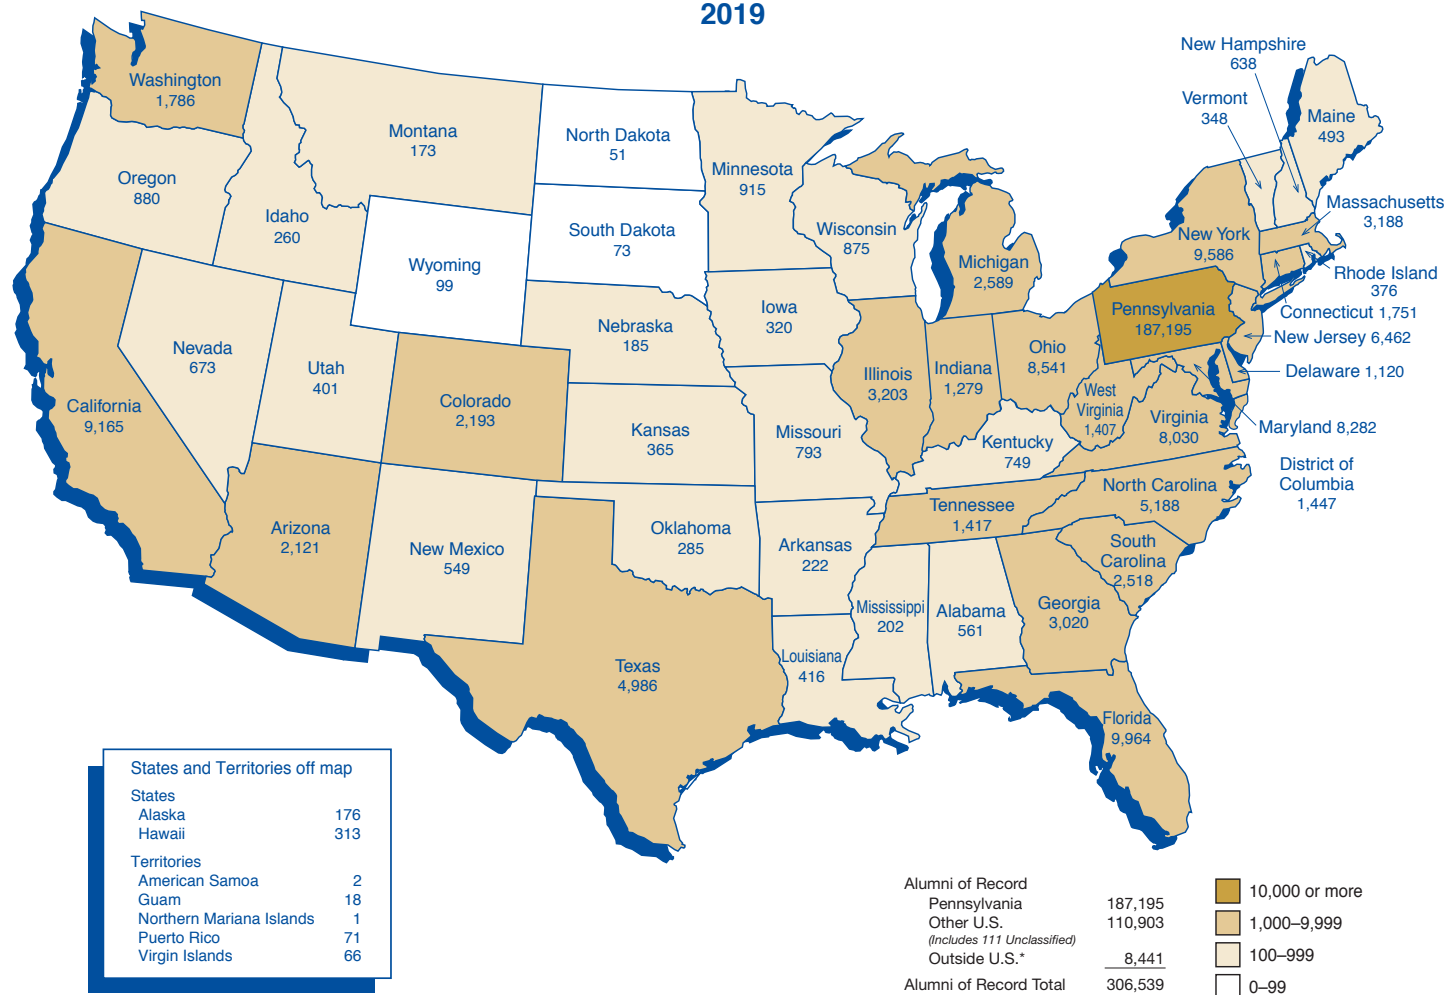 2019
Washington
1,786
Oregon
880
California
9,165
Nevada
673
Idaho
260
Montana
173
Wyoming
99
Utah
401
Colorado
2,193
Arizona
2,121
New Mexico
549
North Dakota
51
South Dakota
73
Nebraska
185
Kansas
365
Oklahoma
285
Texas
4,986
Minnesota
915
Iowa
320
Missouri
793
Arkansas
222
Louisiana
416
Wisconsin
875
Illinois
3,203
Michigan
2,589
Indiana
1,279
Ohio
8,541
Kentucky
749
Tennessee
1,417
Mississippi
202
Alabama
561
Georgia
3,020
Florida
9,964
South
Carolina
2,518
North Carolina
5,188
Virginia
8,030
West
Virginia
1,407
Pennsylvania
187,195
New York
9,586
New Hampshire
638
Vermont
348
Maine
493
Massachusetts
3,188
Rhode Island
376
Connecticut 1,751
New Jersey 6,462
Delaware 1,120
Maryland 8,282
District of
Columbia
1,447
States and Territories off map
States
Alaska 176
Hawaii 313
Territories
American Samoa 2
Guam 18
Northern Mariana Islands 1
Puerto Rico 71
Virgin Islands 66
Alumni of Record
Pennsylvania 187,195
Other U.S. 110,903
(Includes 111 Unclassified)
Outside U.S.* 8,441
Alumni of Record Total 306,539
10,000 or more
1,000–9,999
100–999
0–99